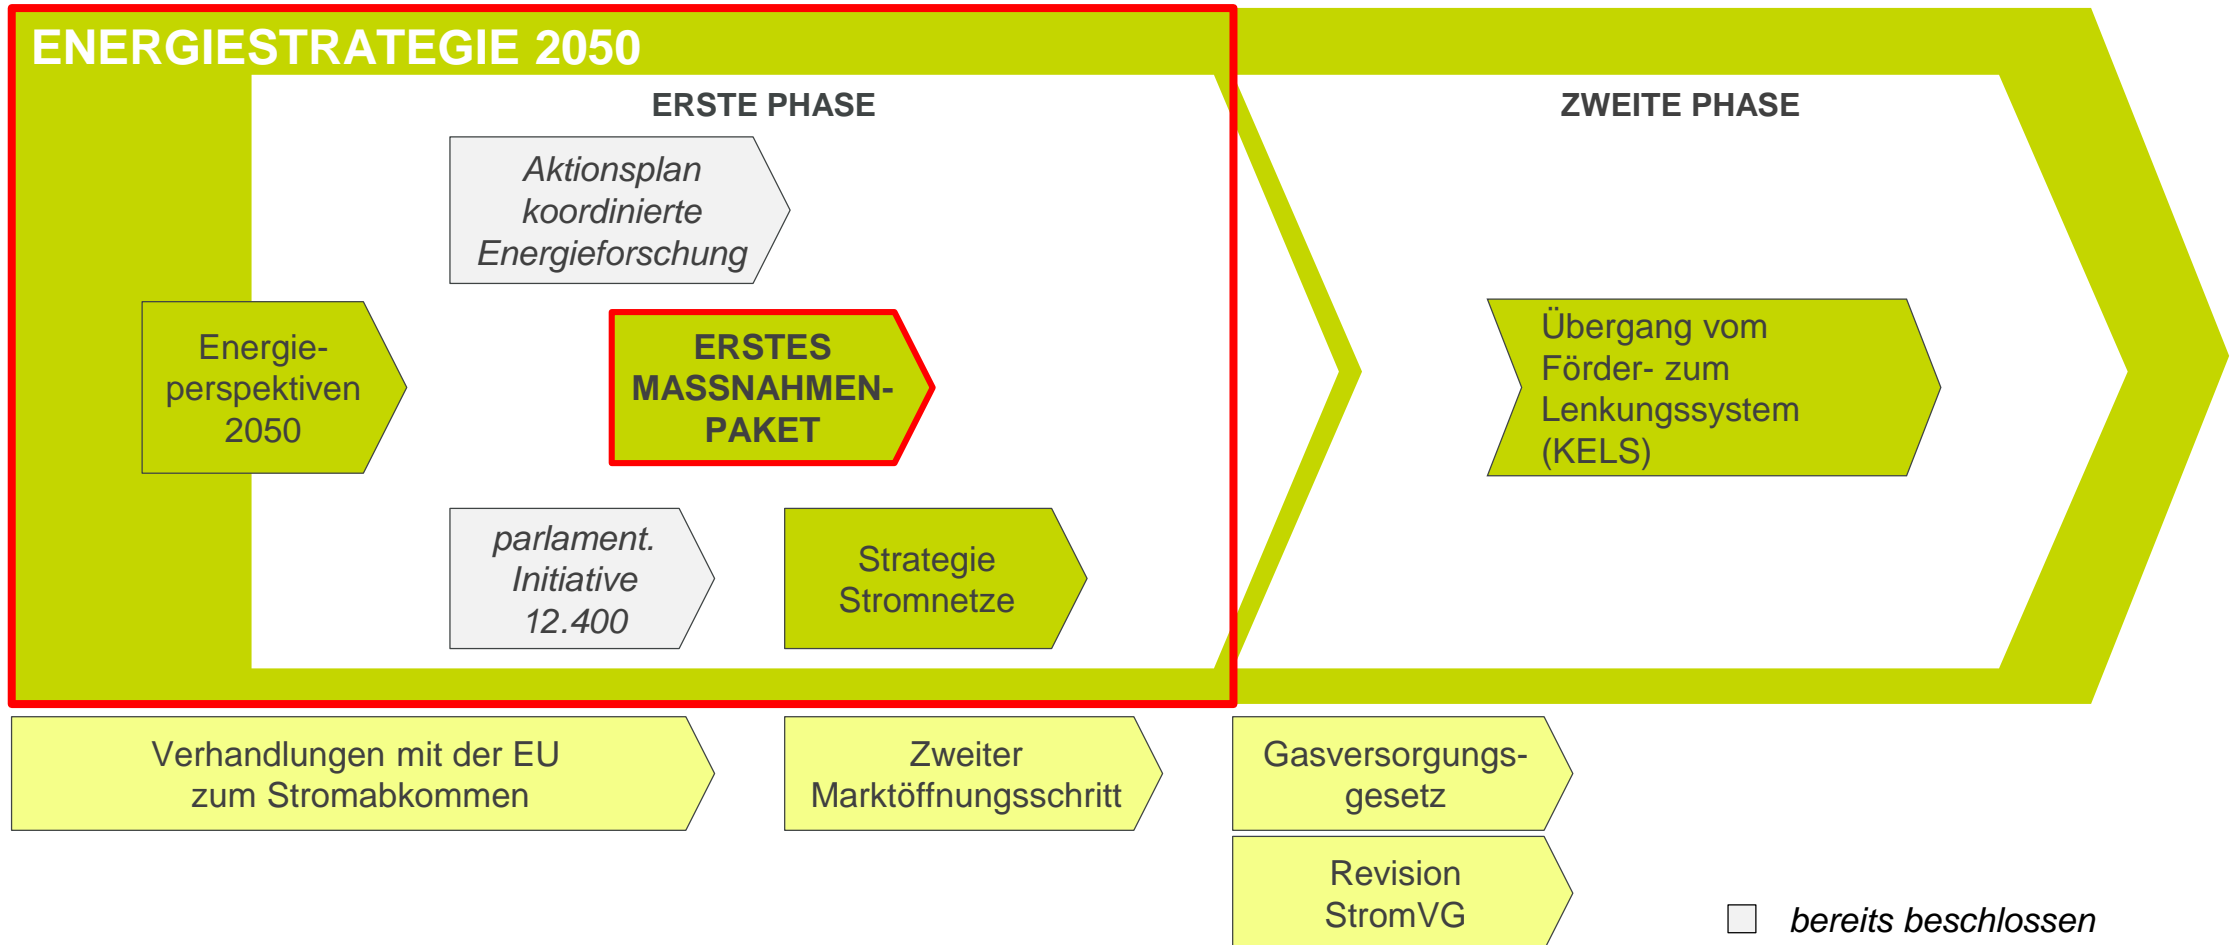 ENERGIESTRATEGIE 2050
ERSTE PHASE
ZWEITE PHASE
Aktionsplan
koordinierte
Energieforschung
Energie-
perspektiven
2050
ERSTES
MASSNAHMEN-
PAKET
Übergang vom
Förder- zum
Lenkungssystem
(KELS)
parlament.
Initiative
12.400
Strategie
Stromnetze
Verhandlungen mit der EU
zum Stromabkommen
Zweiter
Marktöffnungsschritt
Gasversorgungs-
gesetz
Revision
StromVG
bereits beschlossen